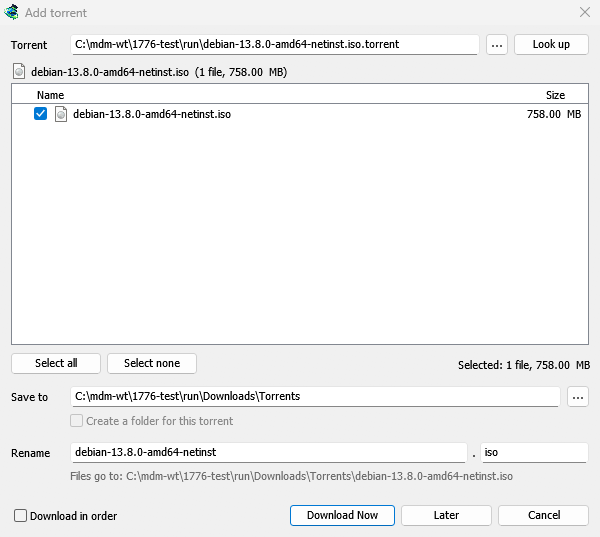 Add torrent
Torrent C:\mdm-wt\1776-test\run\debian-13.8.0-amd64-netinst.iso.torrent ... Look up
debian-13.8.0-amd64-netinst.iso (1 file, 758.00 MB)
Name Size
debian-13.8.0-amd64-netinst.iso 758.00 MB
Select all Select none Selected: 1 file, 758.00 MB
Save to C:\mdm-wt\1776-test\run\Downloads\Torrents ...
Create a folder for this torrent
Rename debian-13.8.0-amd64-netinst . iso
Files go to: C:\mdm-wt\1776-test\run\Downloads\Torrents\debian-13.8.0-amd64-netinst.iso
Download in order Download Now Later Cancel